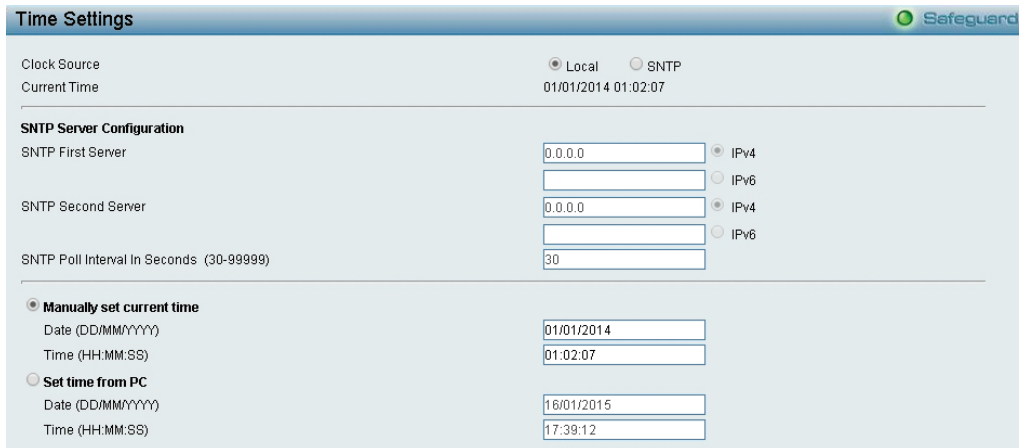 Time Settings Safeguard
Clock Source Local SNTP
Current Time 01/01/2014 01:02:07
SNTP Server Configuration
SNTP First Server 0.0.0.0 IPv4
IPv6
SNTP Second Server 0.0.0.0 IPv4
IPv6
SNTP Poll Interval In Seconds (30-99999) 30
Manually set current time
Date (DD/MM/YYYY) 01/01/2014
Time (HH:MM:SS) 01:02:07
Set time from PC
Date (DD/MM/YYYY) 16/01/2015
Time (HH:MM:SS) 17:39:12